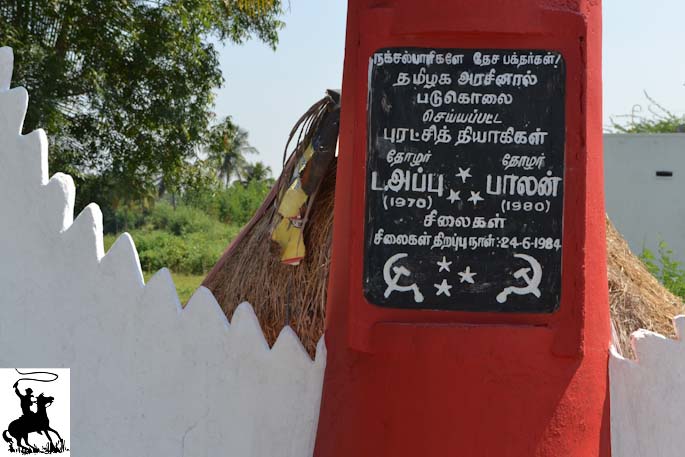 நக்சல்பாரிகளே தேச பக்தர்கள்!
தமிழக அரசினால்
படுகொலை
செய்யப்பட்ட
புரட்சித் தியாகிகள்
தோழர் தோழர்
அப்பு பாலன்
(1970) (1980)
சிலைகள்
சிலைகள் திறப்பு நாள்:24-6-1984